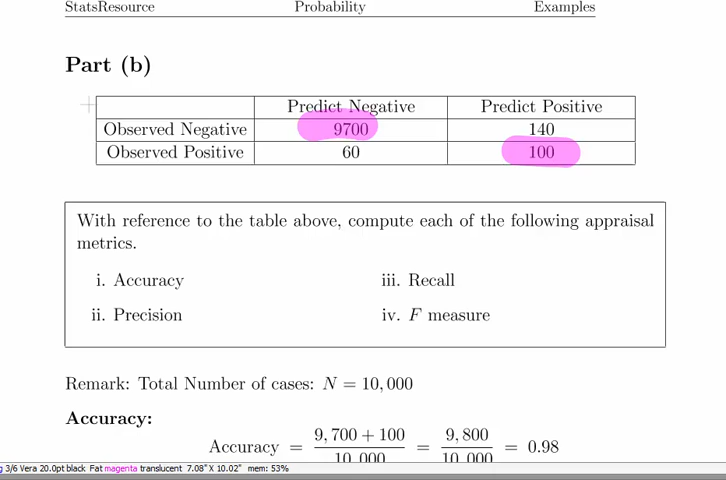 StatsResource Probability Examples
Part (b)
Predict Negative Predict Positive
Observed Negative 9700 140
Observed Positive 60 100
With reference to the table above, compute each of the following appraisal
metrics.
i. Accuracy iii. Recall
ii. Precision iv. F measure
Remark: Total Number of cases: N = 10,000
Accuracy:
Accuracy = 9,700 + 100 / 10,000 = 9,800 / 10,000 = 0.98
g 3/6 Vera 20.0pt black Fat magenta translucent 7.08" X 10.02" mem: 53%